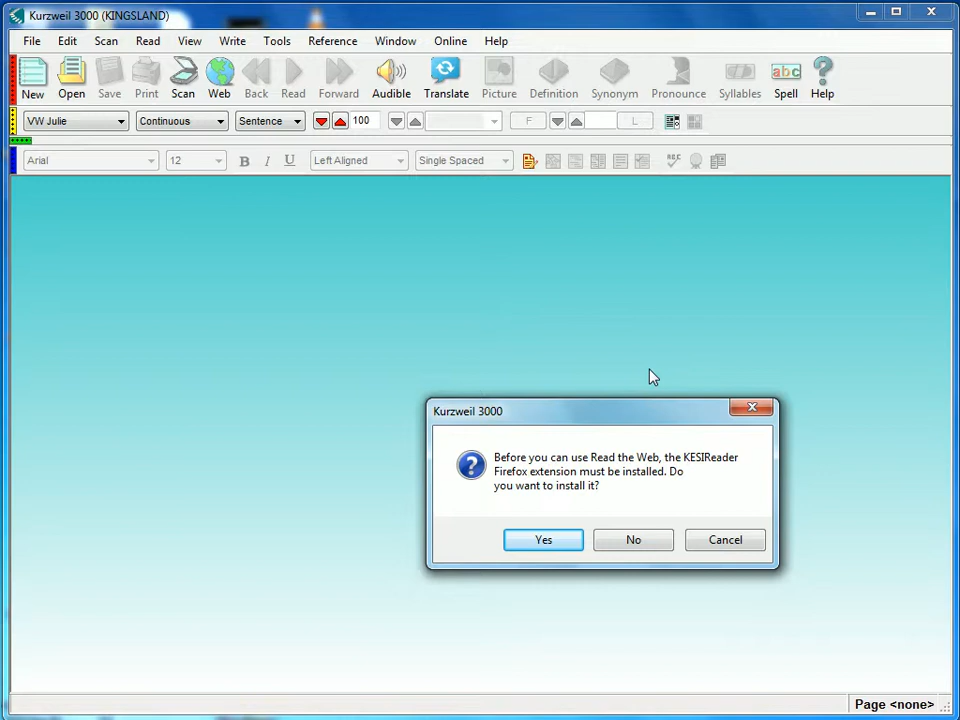 Kurzweil 3000 (KINGSLAND)
File Edit Scan Read View Write Tools Reference Window Online Help
New Open Save Print Scan Web Back Read Forward Audible Translate Picture Definition Synonym Pronounce Syllables Spell Help
VW Julie Continuous Sentence 100 F L
Arial 12 B I U Left Aligned Single Spaced
Kurzweil 3000
Before you can use Read the Web, the KESIReader
Firefox extension must be installed. Do
you want to install it?
Yes No Cancel
Page <none>